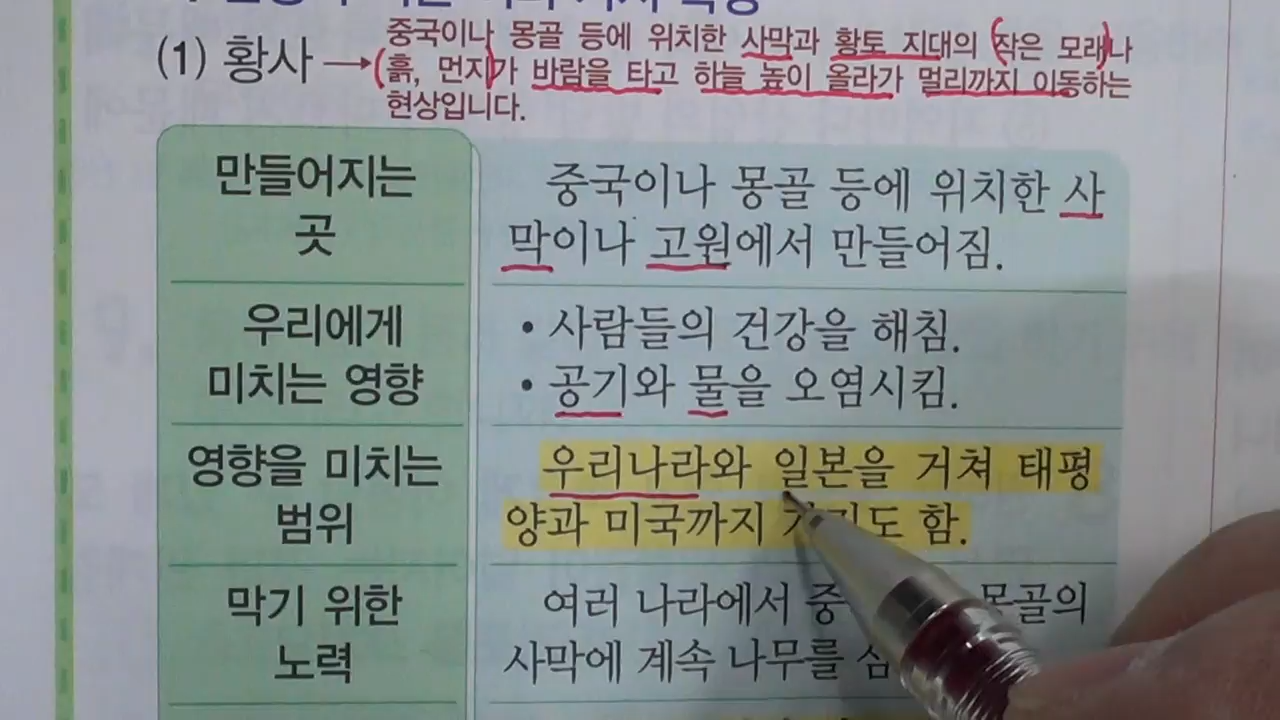 (1) 황사 → 중국이나 몽골 등에 위치한 사막과 황토 지대의 (작은 모래)나
(흙, 먼지)가 바람을 타고 하늘 높이 올라가 멀리까지 이동하는
현상입니다.
만들어지는
곳
중국이나 몽골 등에 위치한 사
막이나 고원에서 만들어짐.
우리에게
미치는 영향
• 사람들의 건강을 해침.
• 공기와 물을 오염시킴.
영향을 미치는
범위
우리나라와 일본을 거쳐 태평
양과 미국까지 함.
막기 위한
노력
여러 나라에서 몽골의
사막에 계속 나무를